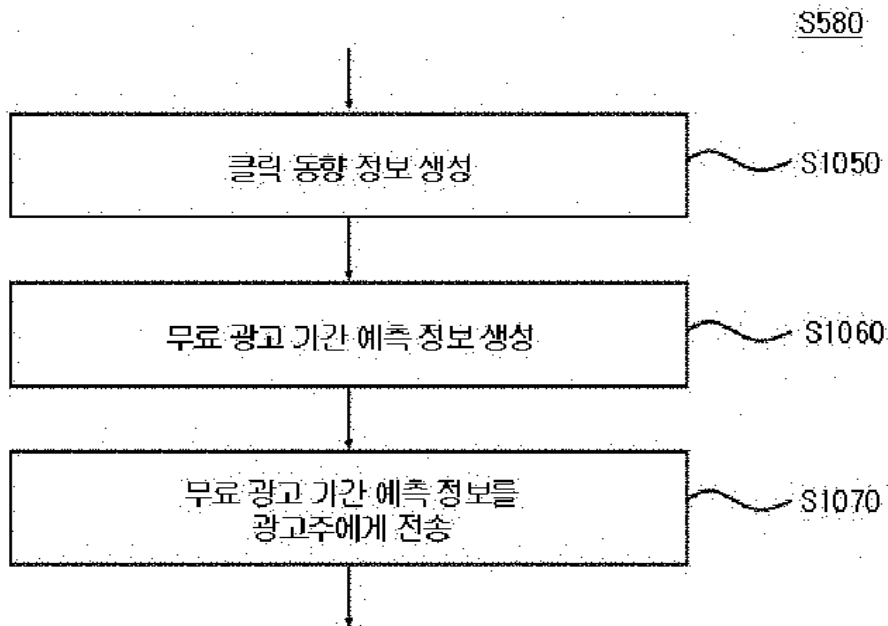 S580
클릭 동향 정보 생성
S1050
무료 광고 기간 예측 정보 생성
S1060
무료 광고 기간 예측 정보를
광고주에게 전송
S1070